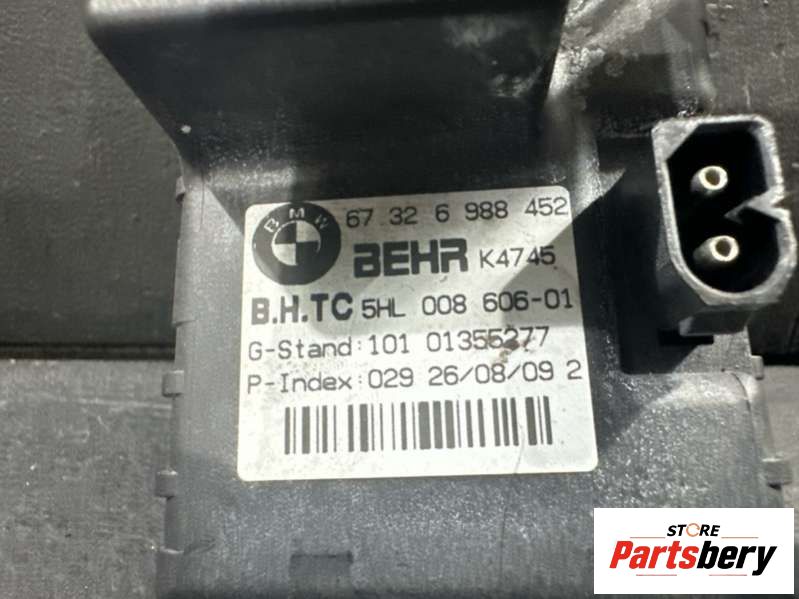 BMW
67 32 6 988 452
BEHR K4745
B.H.TC 5HL 008 606-01
G-Stand:101 01355277
P-Index:029 26/08/09 2
STORE
Partsbery